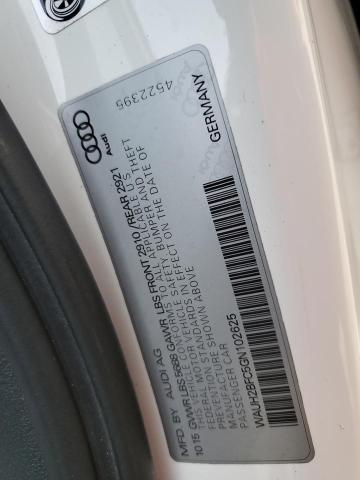 4522395
Audi
GERMANY
MFD. BY AUDI AG
10 15 GVWR LBS 5688 GAWR LBS FRONT 2910 / REAR 2921
THIS VEHICLE CONFORMS TO ALL APPLICABLE U.S.
FEDERAL MOTOR VEHICLE SAFETY, BUMPER AND THEFT
STANDARDS IN EFFECT ON THE DATE OF
MANUFACTURE SHOWN ABOVE
PASSENGER CAR
WAUH2BFC5GN102625